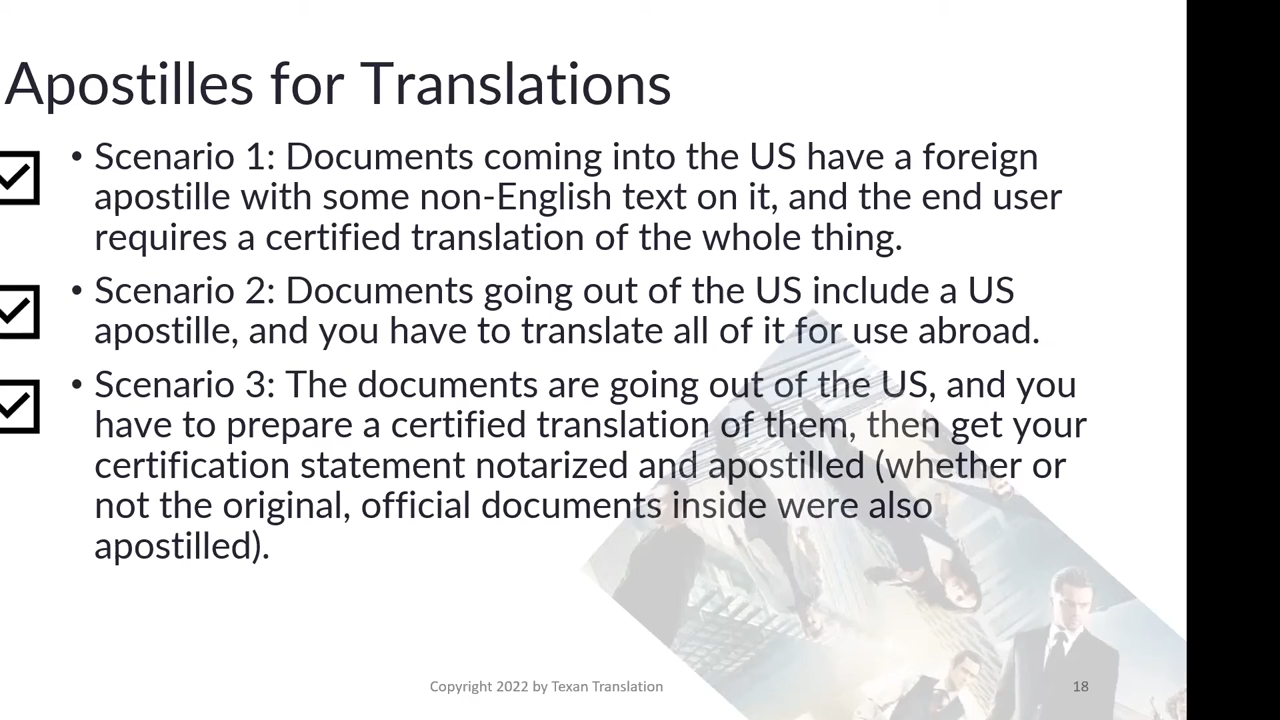 Apostilles for Translations
• Scenario 1: Documents coming into the US have a foreign
apostille with some non-English text on it, and the end user
requires a certified translation of the whole thing.
• Scenario 2: Documents going out of the US include a US
apostille, and you have to translate all of it for use abroad.
• Scenario 3: The documents are going out of the US, and you
have to prepare a certified translation of them, then get your
certification statement notarized and apostilled (whether or
not the original, official documents inside were also
apostilled).
Copyright 2022 by Texan Translation
18